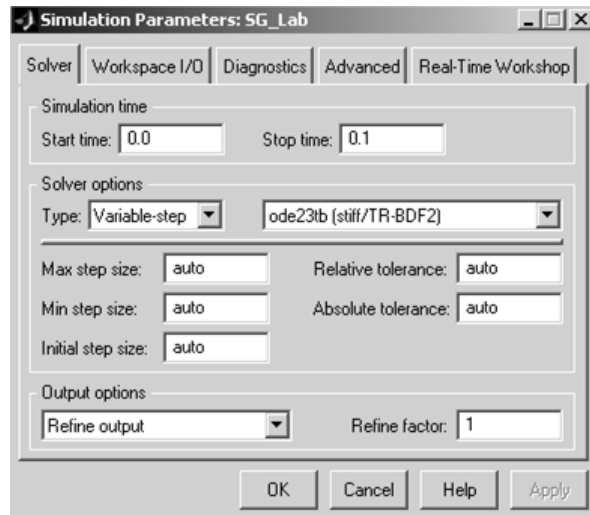 Simulation Parameters: SG_Lab
Solver Workspace I/O Diagnostics Advanced Real-Time Workshop
Simulation time
Start time: 0.0 Stop time: 0.1
Solver options
Type: Variable-step ode23tb (stiff/TR-BDF2)
Max step size: auto Relative tolerance: auto
Min step size: auto Absolute tolerance: auto
Initial step size: auto
Output options
Refine output Refine factor: 1
OK Cancel Help Apply